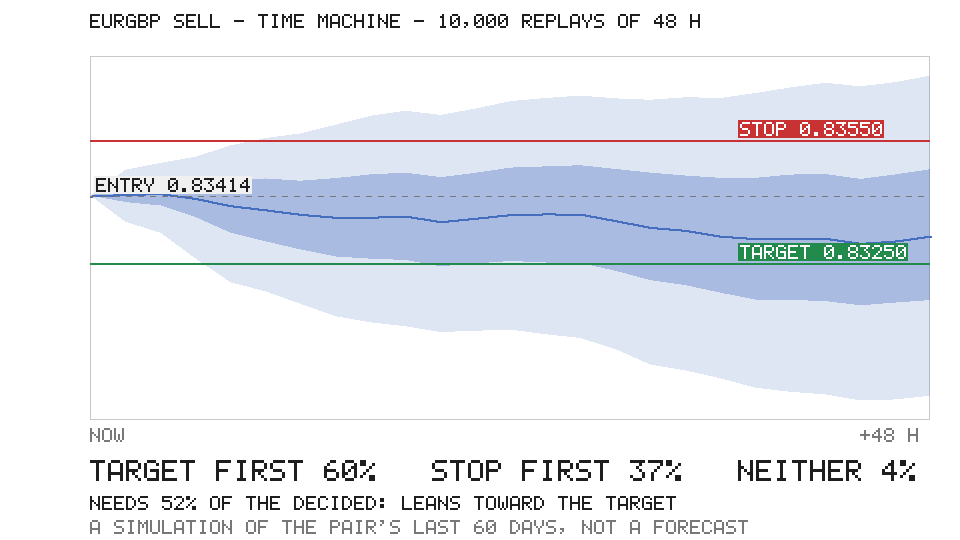 EURGBP SELL – TIME MACHINE – 10,000 REPLAYS OF 48 H
STOP 0.83550
ENTRY 0.83414
TARGET 0.83250
NOW +48 H
TARGET FIRST 60% STOP FIRST 37% NEITHER 4%
NEEDS 52% OF THE DECIDED: LEANS TOWARD THE TARGET
A SIMULATION OF THE PAIR'S LAST 60 DAYS, NOT A FORECAST